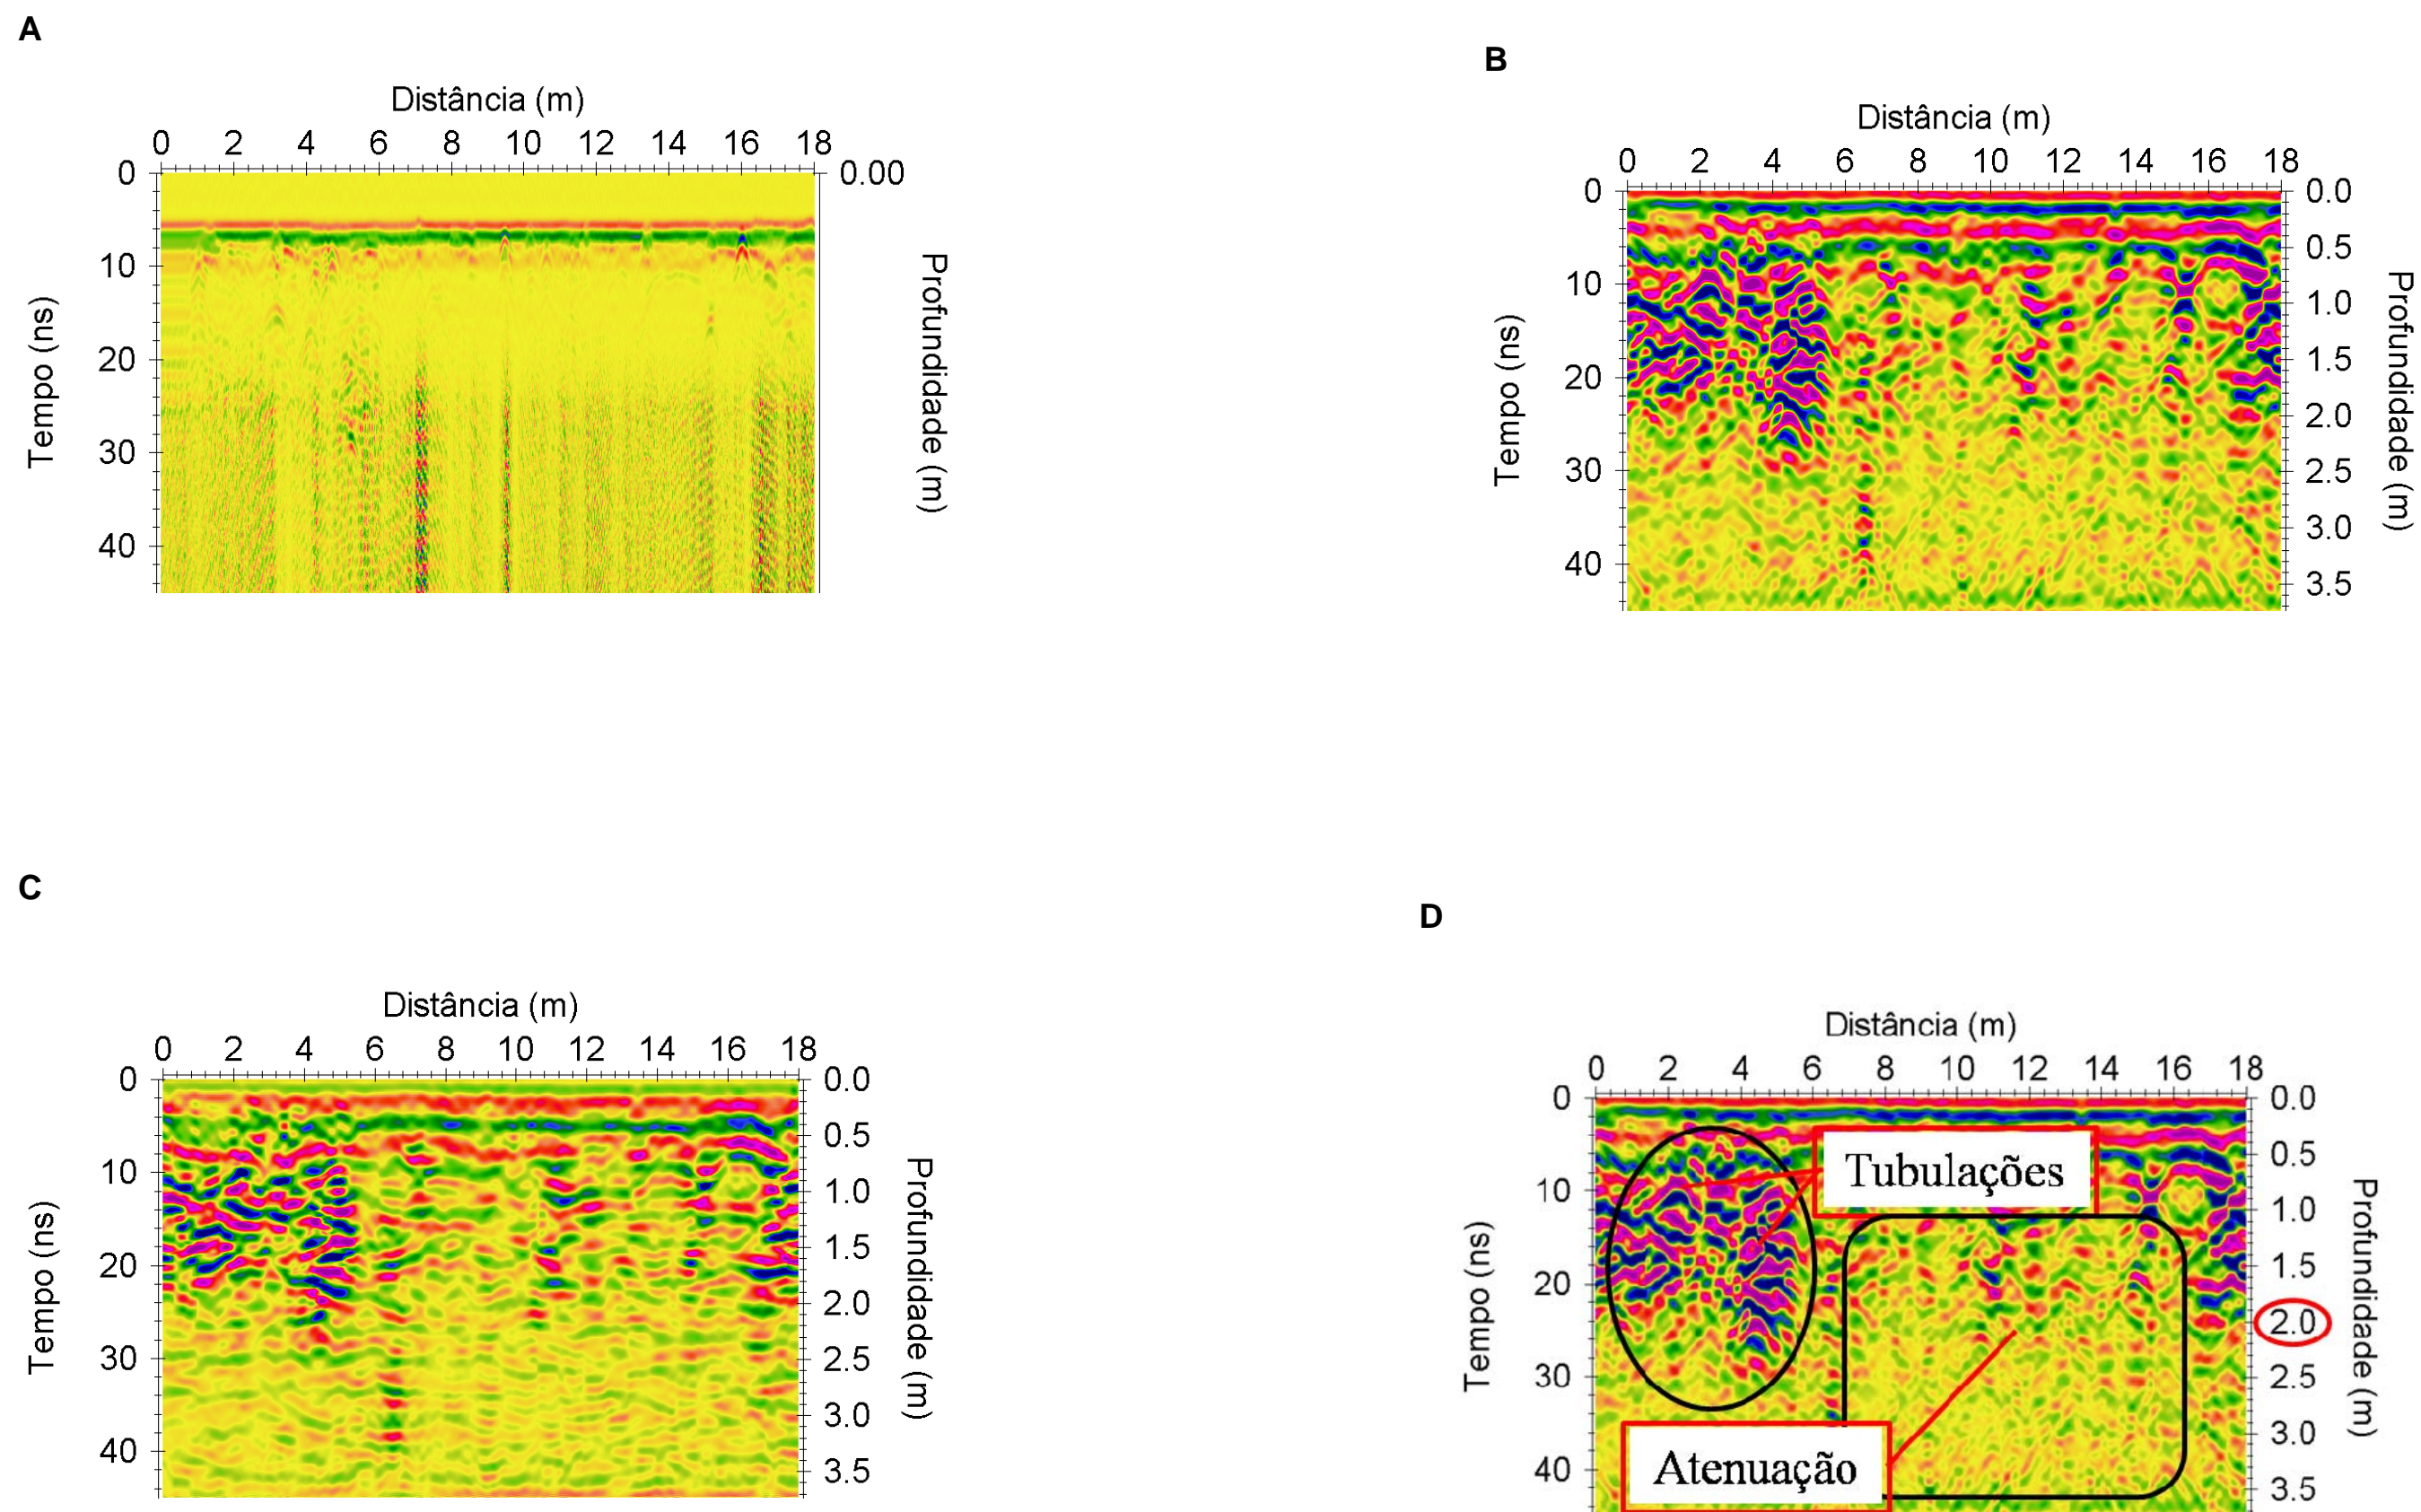 A
Distância (m)
0 2 4 6 8 10 12 14 16 18
0 0.00
10
20
30
40
Tempo (ns)
Profundidade (m)
B
Distância (m)
0 2 4 6 8 10 12 14 16 18
0 0.0
0.5
10
1.0
1.5
20
2.0
30 2.5
3.0
40
3.5
Tempo (ns)
Profundidade (m)
C
Distância (m)
0 2 4 6 8 10 12 14 16 18
0 0.0
0.5
10
1.0
1.5
20
2.0
30 2.5
3.0
40
3.5
Tempo (ns)
Profundidade (m)
D
Distância (m)
0 2 4 6 8 10 12 14 16 18
0 0.0
0.5
Tubulações
10
1.0
1.5
20
2.0
30 2.5
3.0
Atenuação
40
3.5
Tempo (ns)
Profundidade (m)